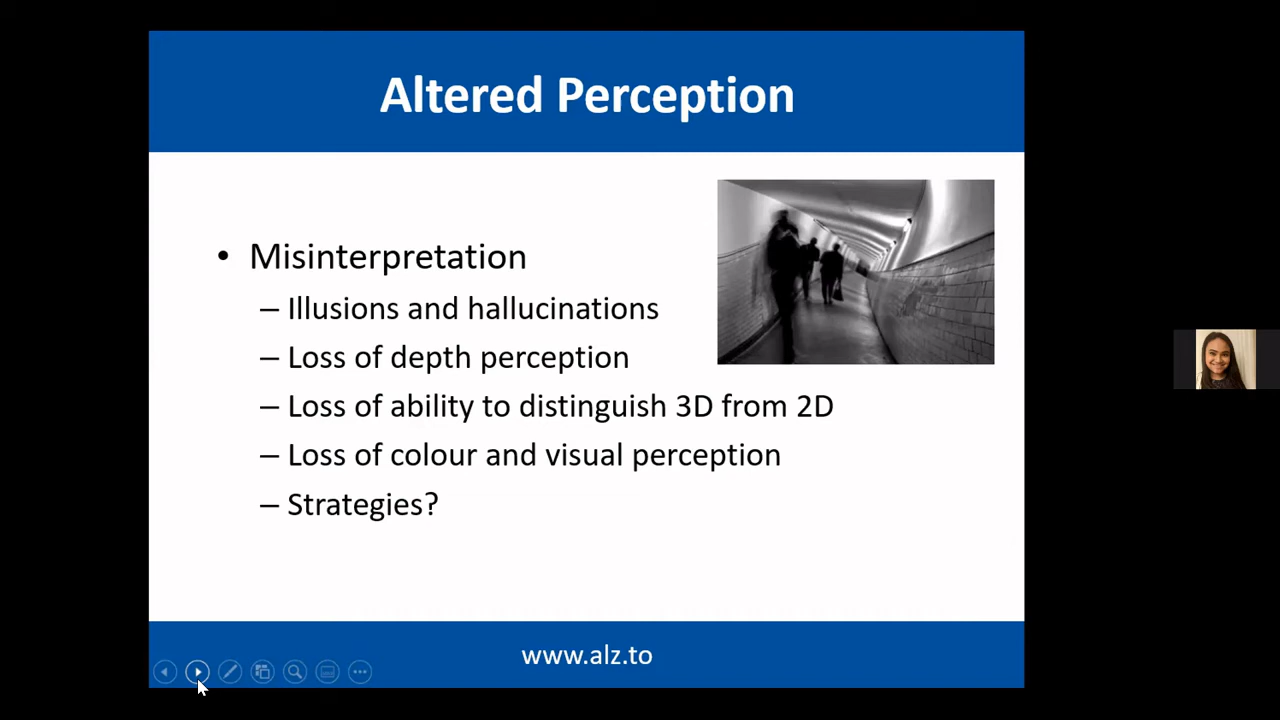 Altered Perception
• Misinterpretation
– Illusions and hallucinations
– Loss of depth perception
– Loss of ability to distinguish 3D from 2D
– Loss of colour and visual perception
– Strategies?
www.alz.to